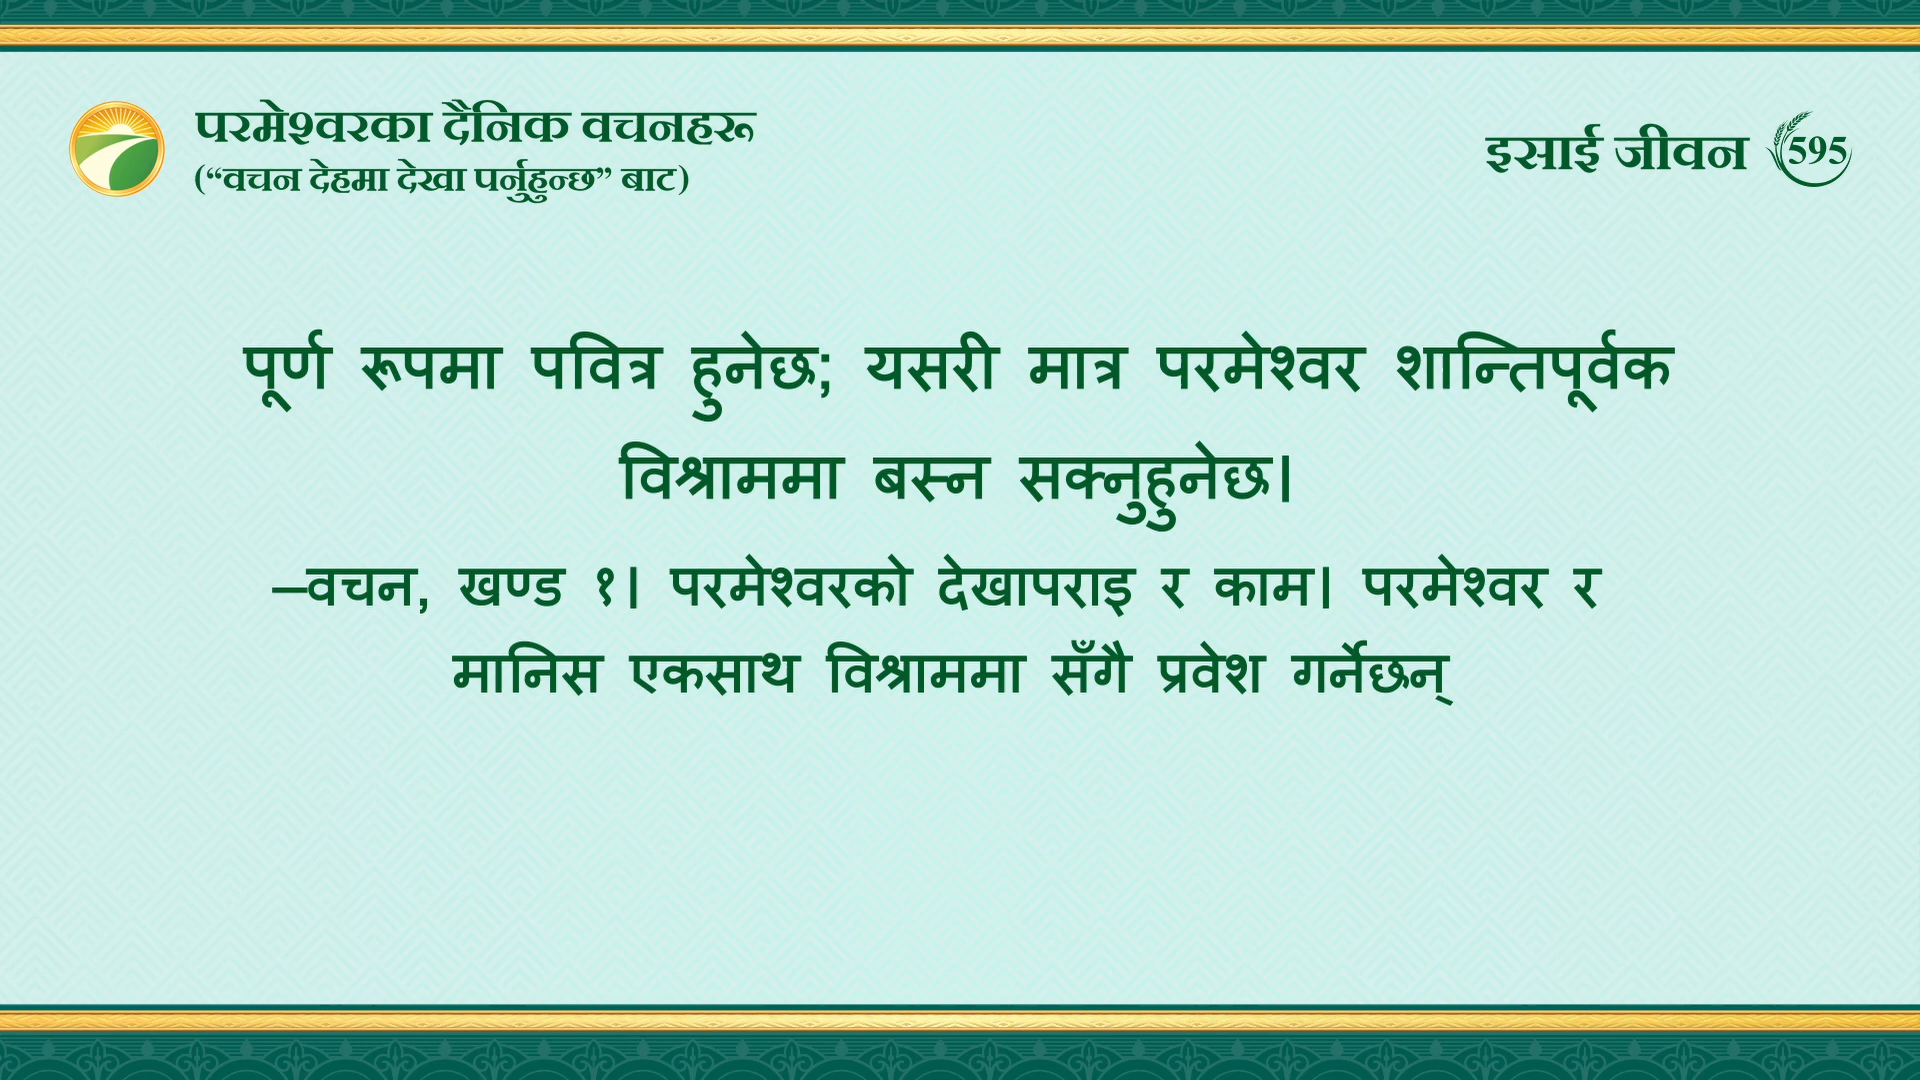 परमेश्वरका दैनिक वचनहरू
(“वचन देहमा देखा पर्नुहुन्छ” बाट)
इसाई जीवन 595
पूर्ण रूपमा पवित्र हुनेछ; यसरी मात्र परमेश्वर शान्तिपूर्वक
विश्राममा बस्न सक्नुहुनेछ।
—वचन, खण्ड १। परमेश्वरको देखापराइ र काम। परमेश्वर र
मानिस एकसाथ विश्राममा सँगै प्रवेश गर्नेछन्